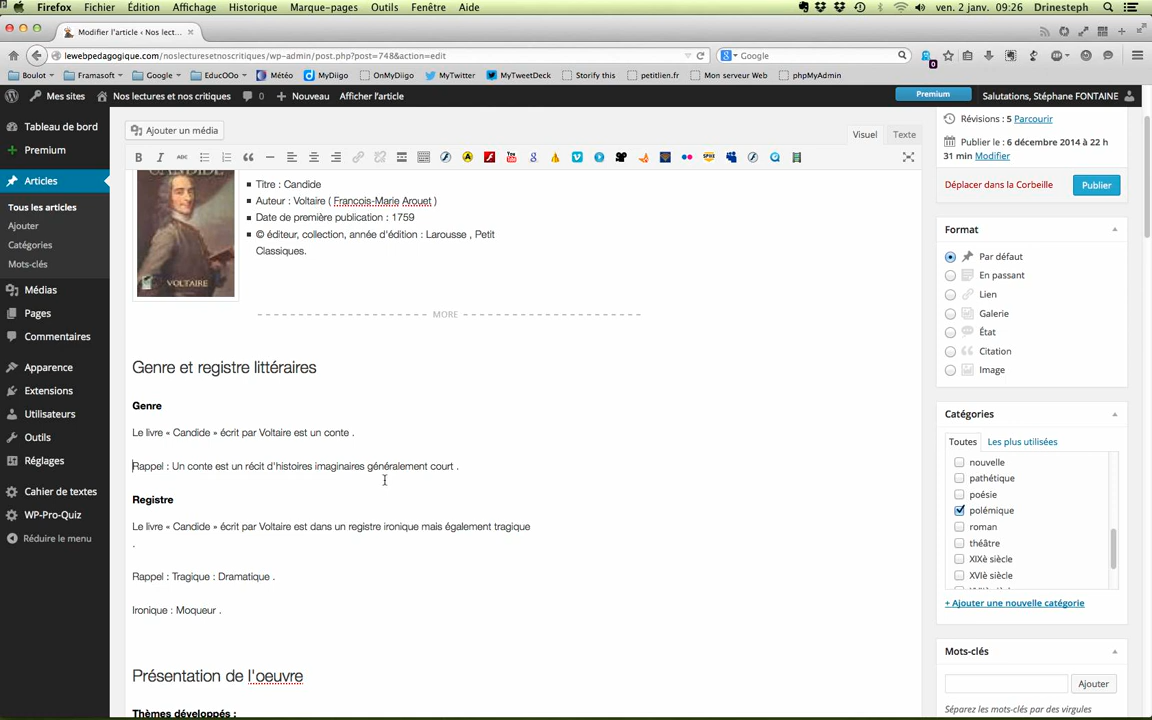 Firefox Fichier Édition Affichage Historique Marque-pages Outils Fenêtre Aide ven. 2 janv. 09:26 Drinesteph
Modifier l'article ‹ Nos lect...
lewebpedagogique.com/noslecturesetnoscritiques/wp-admin/post.php?post=748&action=edit
Google
Boulot Framasoft Google EducOOo Météo MyDiigo OnMyDiigo MyTwitter MyTweetDeck Storify this petitlien.fr Mon serveur Web phpMyAdmin
0
Mes sites Nos lectures et nos critiques 0 Nouveau Afficher l'article Premium Salutations, Stéphane FONTAINE
Tableau de bord
Premium
Articles
Tous les articles
Ajouter
Catégories
Mots-clés
Médias
Pages
Commentaires
Apparence
Extensions
Utilisateurs
Outils
Réglages
Cahier de textes
WP-Pro-Quiz
Réduire le menu
Ajouter un média
Visuel Texte
B I ABC
CANDIDE
VOLTAIRE
Titre : Candide
Auteur : Voltaire ( François-Marie Arouet )
Date de première publication : 1759
© éditeur, collection, année d'édition : Larousse , Petit
Classiques.
MORE
Genre et registre littéraires
Genre
Le livre « Candide » écrit par Voltaire est un conte .
Rappel : Un conte est un récit d'histoires imaginaires généralement court .
Registre
Le livre « Candide » écrit par Voltaire est dans un registre ironique mais également tragique
.
Rappel : Tragique : Dramatique .
Ironique : Moqueur .
Présentation de l'oeuvre
Thèmes développés :
Révisions : 5 Parcourir
Publier le : 6 décembre 2014 à 22
h 31 min Modifier
Déplacer dans la Corbeille Publier
Format
Par défaut
En passant
Lien
Galerie
État
Citation
Image
Catégories
Toutes Les plus utilisées
nouvelle
pathétique
poésie
polémique
roman
théâtre
XIXè siècle
XVIè siècle
+ Ajouter une nouvelle catégorie
Mots-clés
Ajouter
Séparez les mots-clés par des virgules